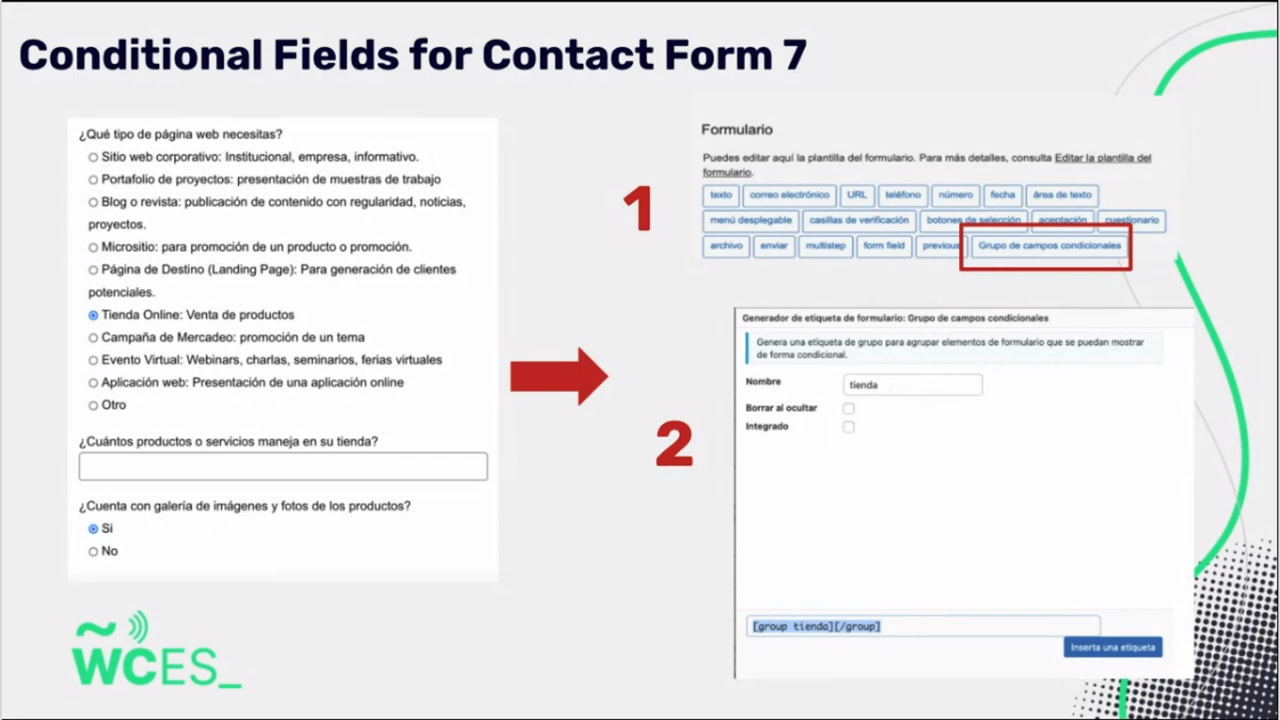 Conditional Fields for Contact Form 7
¿Qué tipo de página web necesitas?
Sitio web corporativo: Institucional, empresa, informativo.
Portafolio de proyectos: presentación de muestras de trabajo
Blog o revista: publicación de contenido con regularidad, noticias,
proyectos.
Micrositio: para promoción de un producto o promoción.
Página de Destino (Landing Page): Para generación de clientes
potenciales.
Tienda Online: Venta de productos
Campaña de Mercadeo: promoción de un tema
Evento Virtual: Webinars, charlas, seminarios, ferias virtuales
Aplicación web: Presentación de una aplicación online
Otro
¿Cuántos productos o servicios maneja en su tienda?
¿Cuenta con galería de imágenes y fotos de los productos?
Si
No
1
Formulario
Puedes editar aquí la plantilla del formulario. Para más detalles, consulta Editar la plantilla del
formulario.
texto correo electrónico URL teléfono número fecha área de texto
menú desplegable casillas de verificación botones de selección aceptación cuestionario
archivo enviar multistep form field previous Grupo de campos condicionales
2
Generador de etiqueta de formulario: Grupo de campos condicionales
Genera una etiqueta de grupo para agrupar elementos de formulario que se puedan mostrar
de forma condicional.
Nombre tienda
Borrar al ocultar
Integrado
[group tienda][/group]
Inserta una etiqueta
~
WCES_